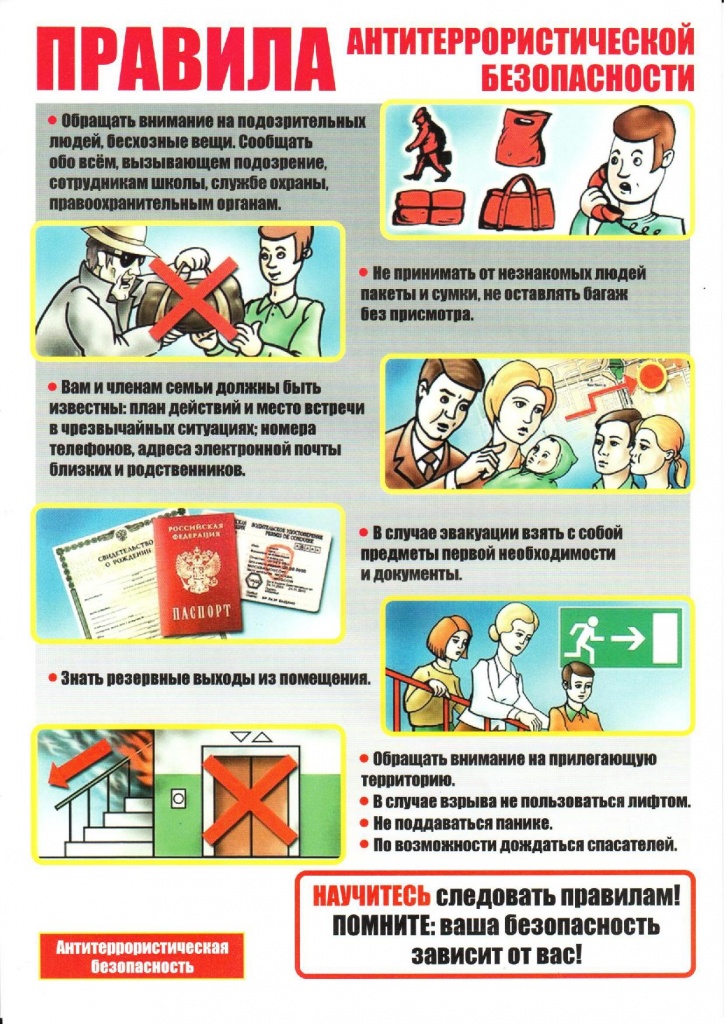 ПРАВИЛА
АНТИТЕРРОРИСТИЧЕСКОЙ
БЕЗОПАСНОСТИ
• Обращать внимание на подозрительных
людей, бесхозные вещи. Сообщать
обо всём, вызывающем подозрение,
сотрудникам школы, службе охраны,
правоохранительным органам.
• Не принимать от незнакомых людей
пакеты и сумки, не оставлять багаж
без присмотра.
• Вам и членам семьи должны быть
известны: план действий и место встречи
в чрезвычайных ситуациях; номера
телефонов, адреса электронной почты
близких и родственников.
СВИДЕТЕЛЬСТВО
О РОЖДЕНИИ
РОССИЙСКАЯ
ФЕДЕРАЦИЯ
ПАСПОРТ
ВОДИТЕЛЬСКОЕ УДОСТОВЕРЕНИЕ
PERMIS DE CONDUIRE
• В случае эвакуации взять с собой
предметы первой необходимости
и документы.
• Знать резервные выходы из помещения.
• Обращать внимание на прилегающую
территорию.
• В случае взрыва не пользоваться лифтом.
• Не поддаваться панике.
• По возможности дождаться спасателей.
НАУЧИТЕСЬ следовать правилам!
ПОМНИТЕ: ваша безопасность
зависит от вас!
Антитеррористическая
безопасность